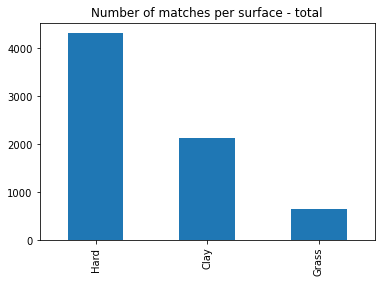 Number of matches per surface - total
4000
3000
2000
1000
0
Hard
Clay
Grass